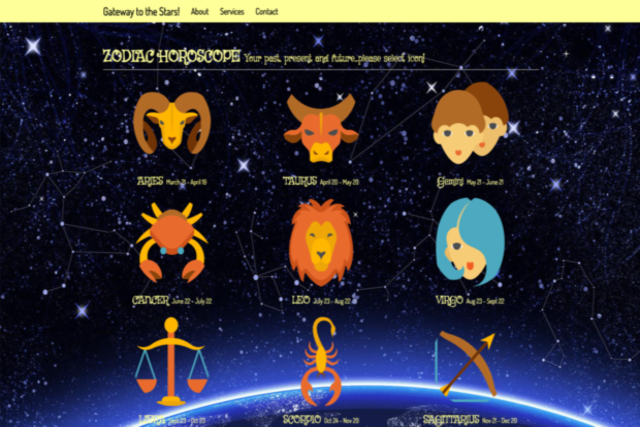 Gateway to the Stars! About Services Contact
ZODIAC HOROSCOPE Your past, present, and future...please select icon!
ARIES March 21 - April 19
TAURUS April 20 - May 20
Gemini May 21 - June 21
CANCER June 22 - July 22
LEO July 23 - Aug 22
VIRGO Aug 23 - Sept 22
LIBRA Sept 23 - Oct 23
SCORPIO Oct 24 - Nov 20
SAGITTARIUS Nov 21 - Dec 20